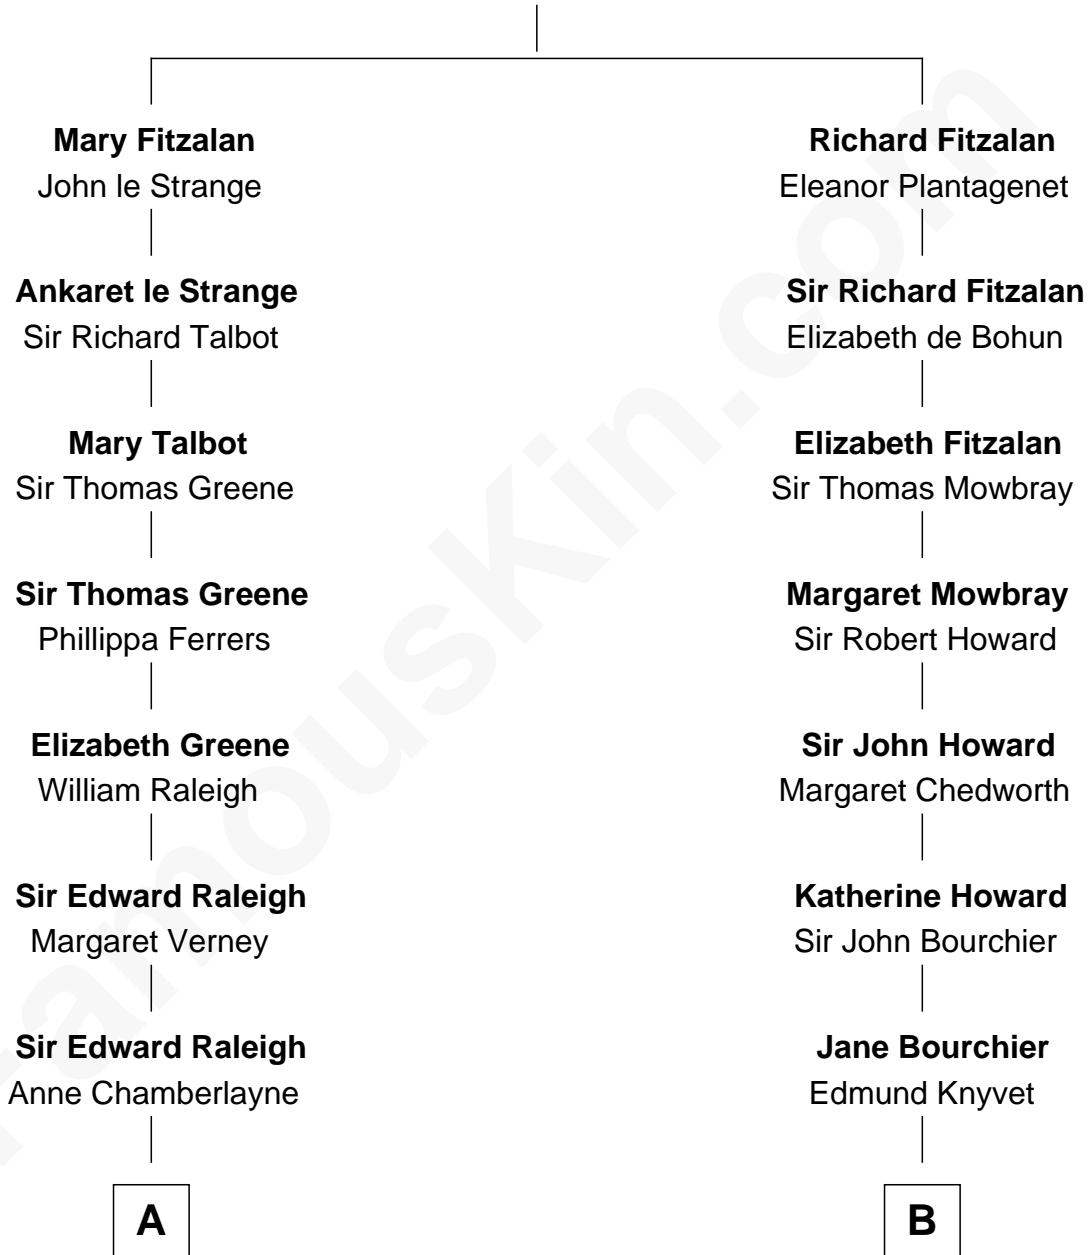 Mary Fitzalan
John le Strange
Ankaret le Strange
Sir Richard Talbot
Mary Talbot
Sir Thomas Greene
Sir Thomas Greene
Phillippa Ferrers
Elizabeth Greene
William Raleigh
Sir Edward Raleigh
Margaret Verney
Sir Edward Raleigh
Anne Chamberlayne
A
Richard Fitzalan
Eleanor Plantagenet
Sir Richard Fitzalan
Elizabeth de Bohun
Elizabeth Fitzalan
Sir Thomas Mowbray
Margaret Mowbray
Sir Robert Howard
Sir John Howard
Margaret Chedworth
Katherine Howard
Sir John Bourchier
Jane Bourchier
Edmund Knyvet
B
FamousKin.com